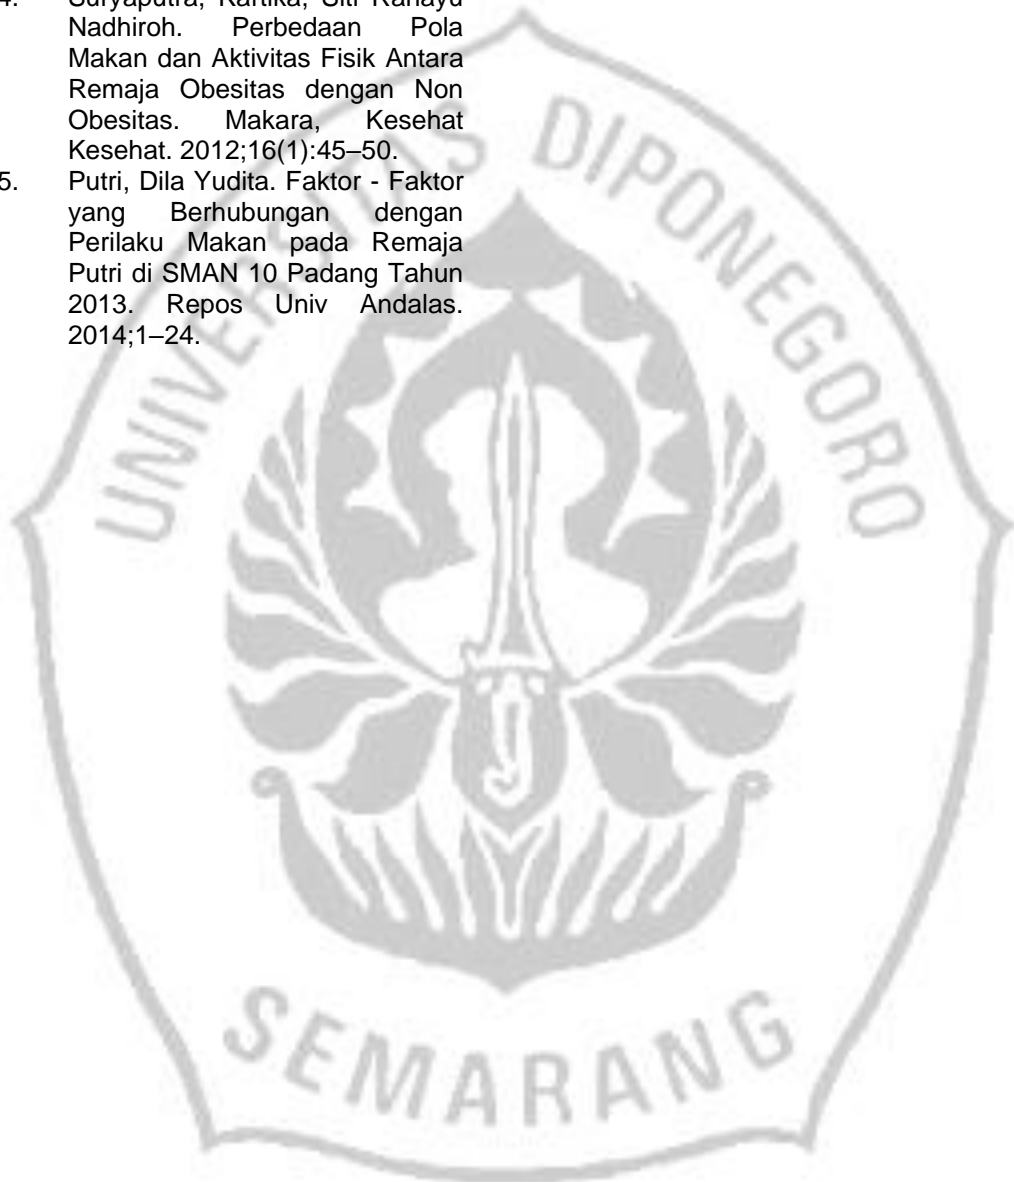 4. Suryaputra, Kartika, Siti Rahayu
Nadhiroh. Perbedaan Pola
Makan dan Aktivitas Fisik Antara
Remaja Obesitas dengan Non
Obesitas. Makara, Kesehat
Kesehat. 2012;16(1):45–50.
5. Putri, Dila Yudita. Faktor - Faktor
yang Berhubungan dengan
Perilaku Makan pada Remaja
Putri di SMAN 10 Padang Tahun
2013. Repos Univ Andalas.
2014;1–24.
UNIVERSITAS DIPONEGORO
SEMARANG